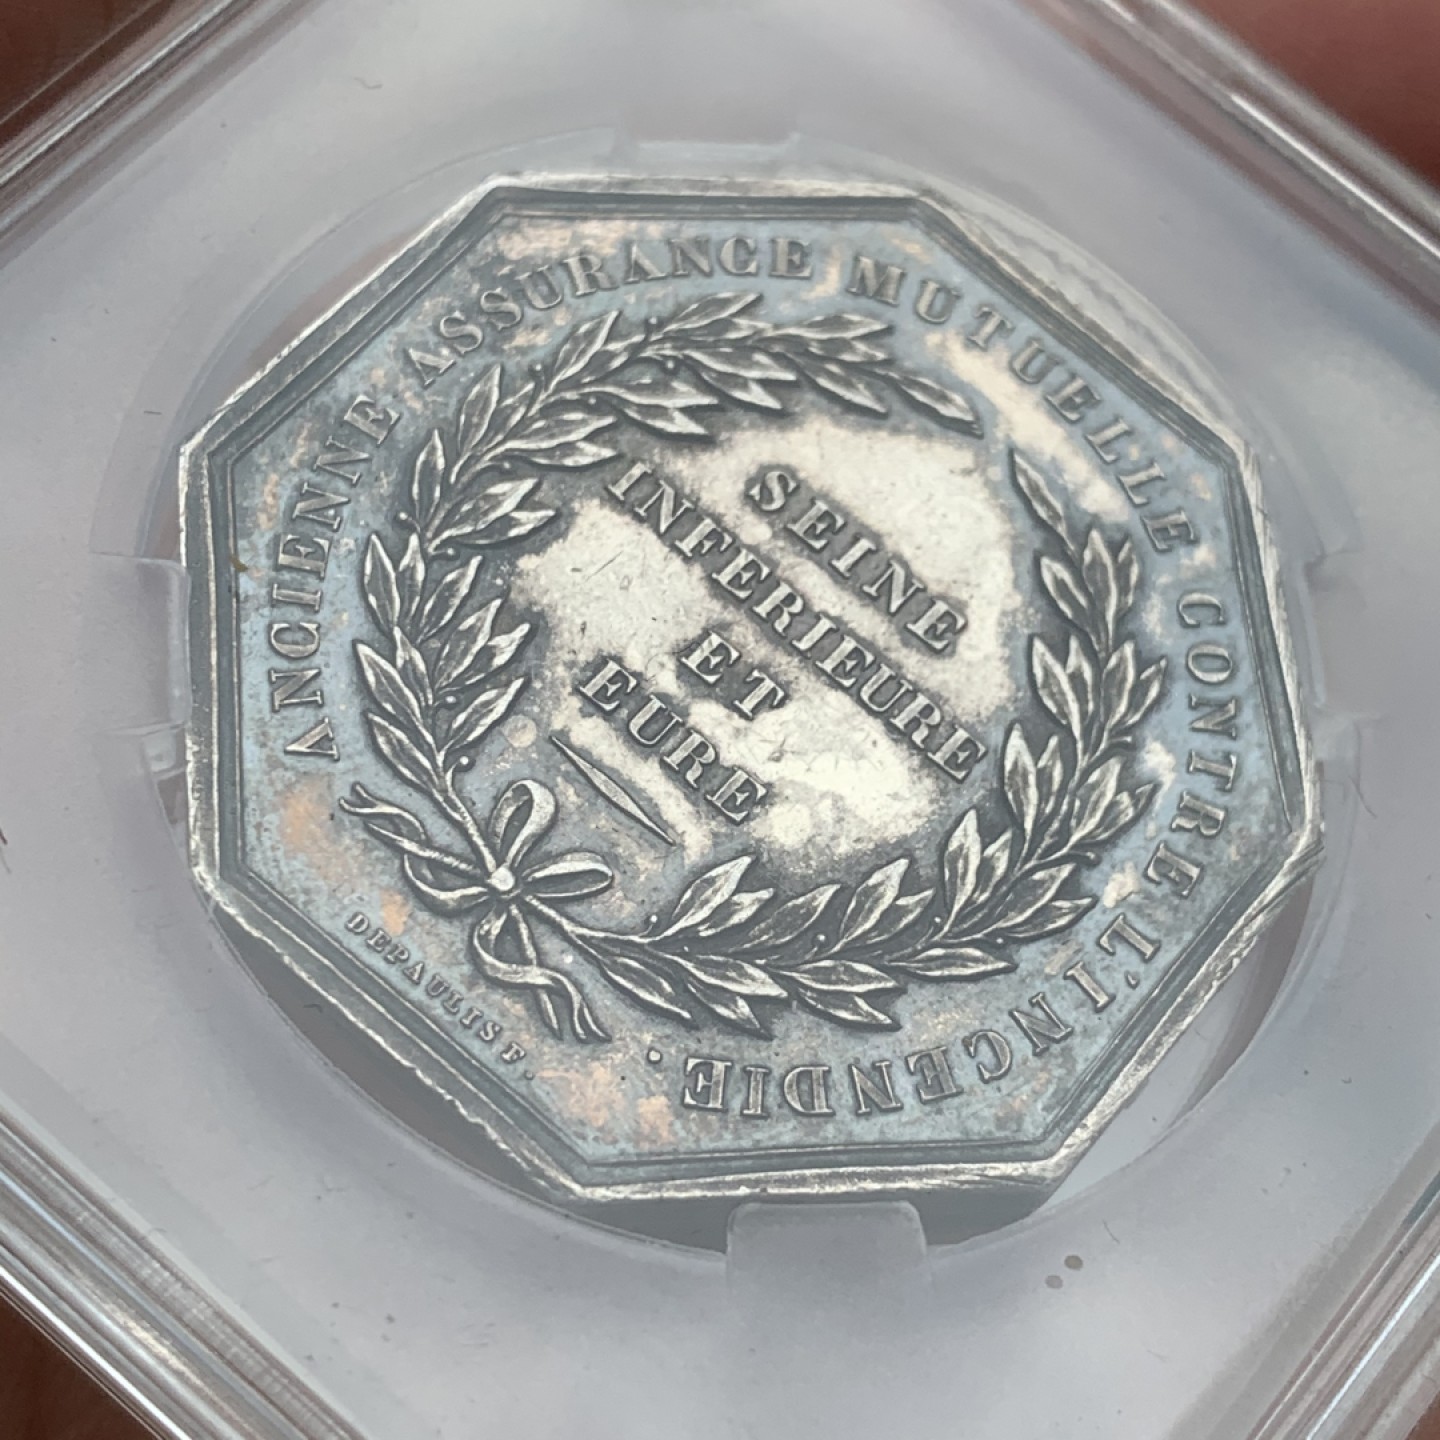 ANCIENNE ASSURANCE MUTUELLE CONTRE L'INCENDIE.
SEINE
INFERIEURE
ET
EURE
DEPAULIS F.